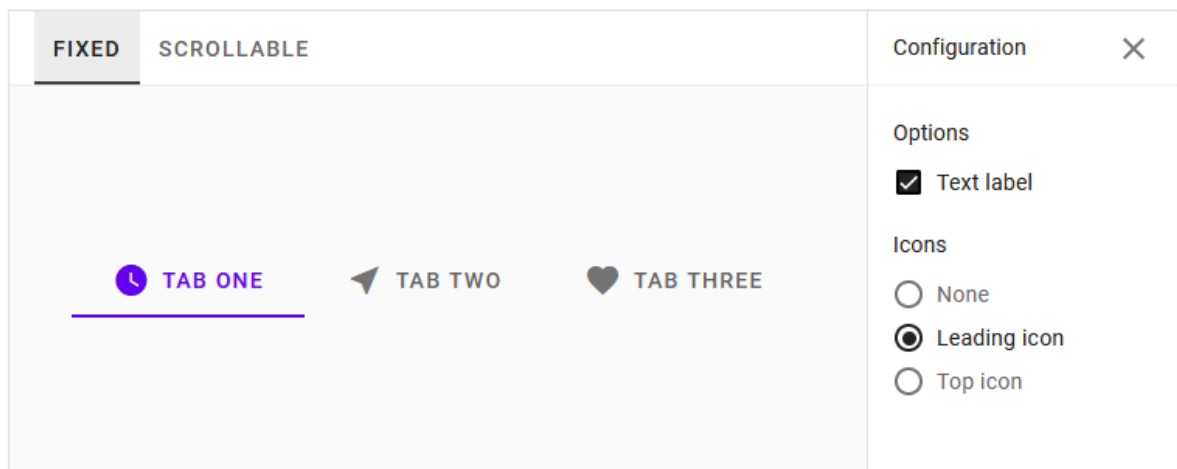 FIXED SCROLLABLE
Configuration
Options
Text label
TAB ONE TAB TWO TAB THREE
Icons
None
Leading icon
Top icon